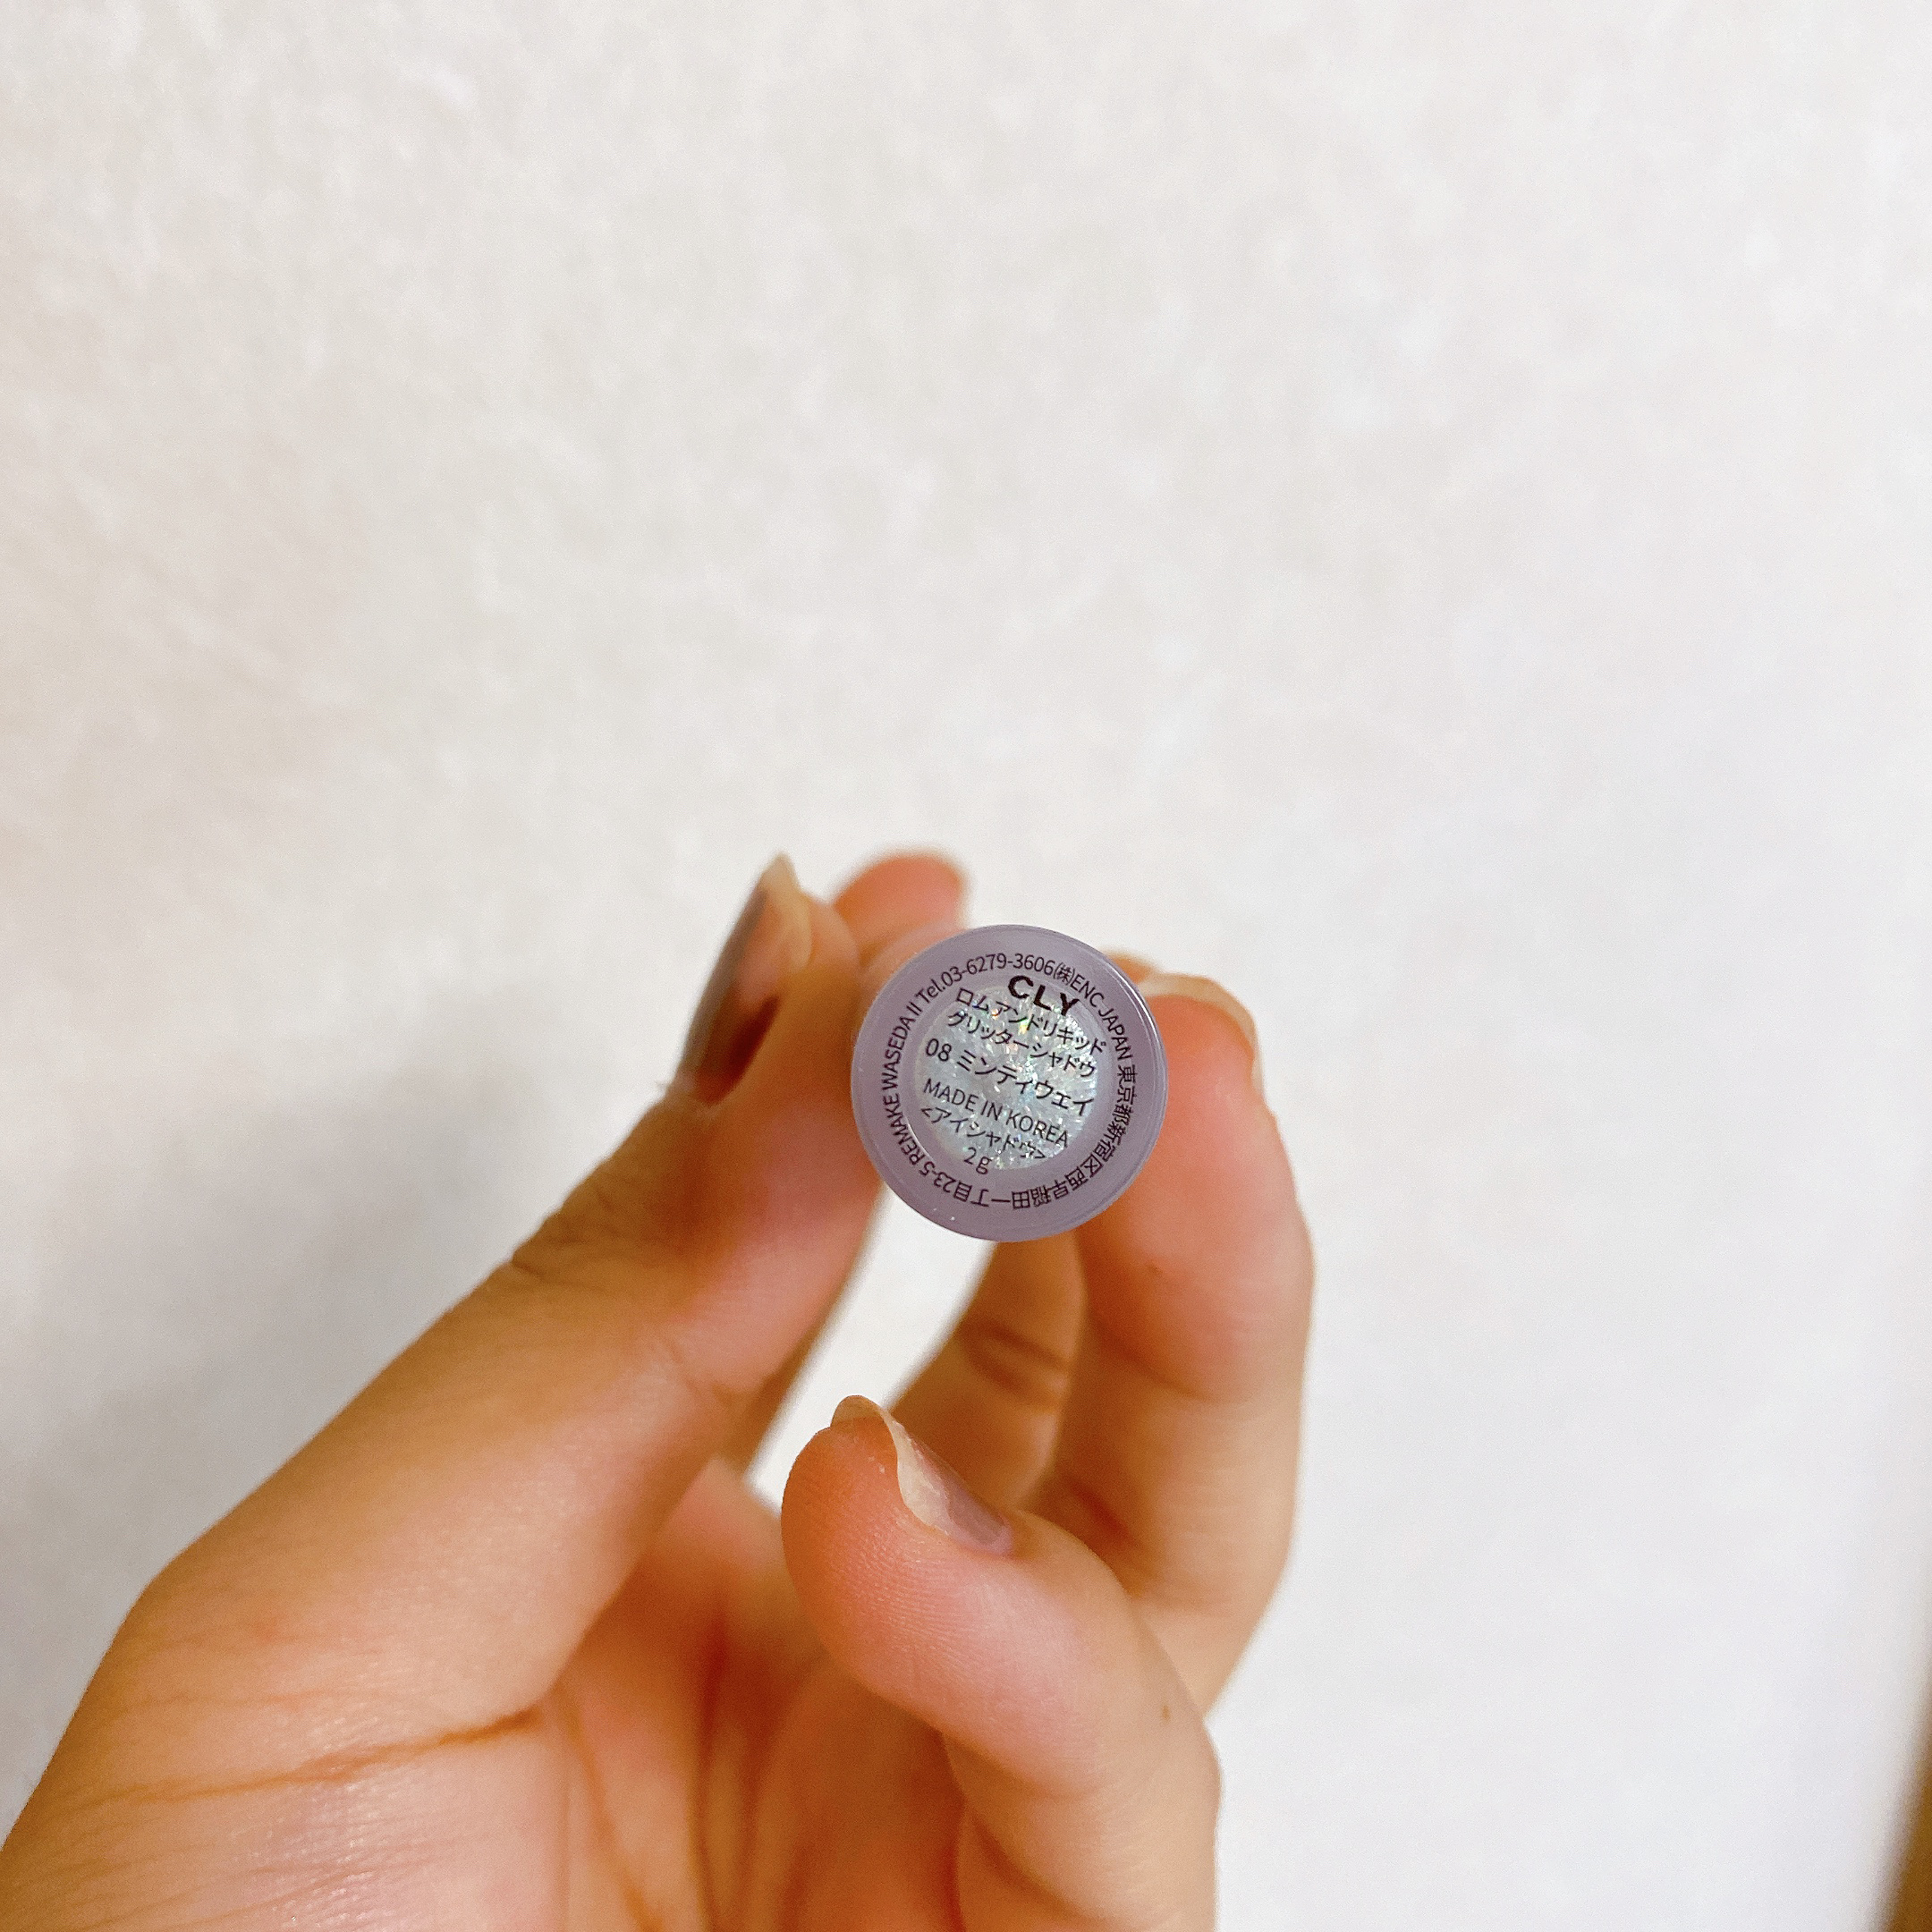 Tel.03-6279-3606㈱ENC JAPAN 東京都新宿区西早稲田一丁目23-5 REMAKE WASEDA II
CLY
ロムアンドリキッド
グリッターシャドウ
08 ミンティウェイ
MADE IN KOREA
<アイシャドウ>
2g